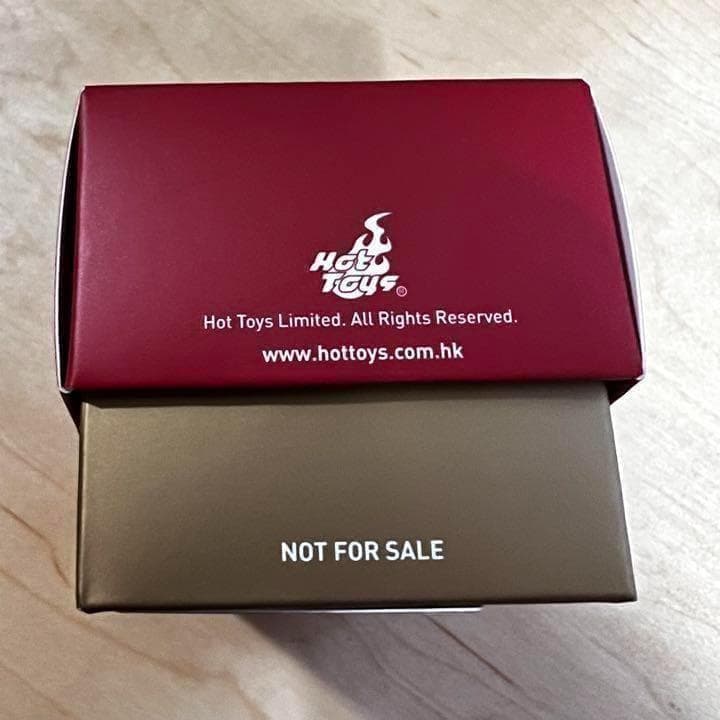 Hot
Toys®
Hot Toys Limited. All Rights Reserved.
www.hottoys.com.hk
NOT FOR SALE